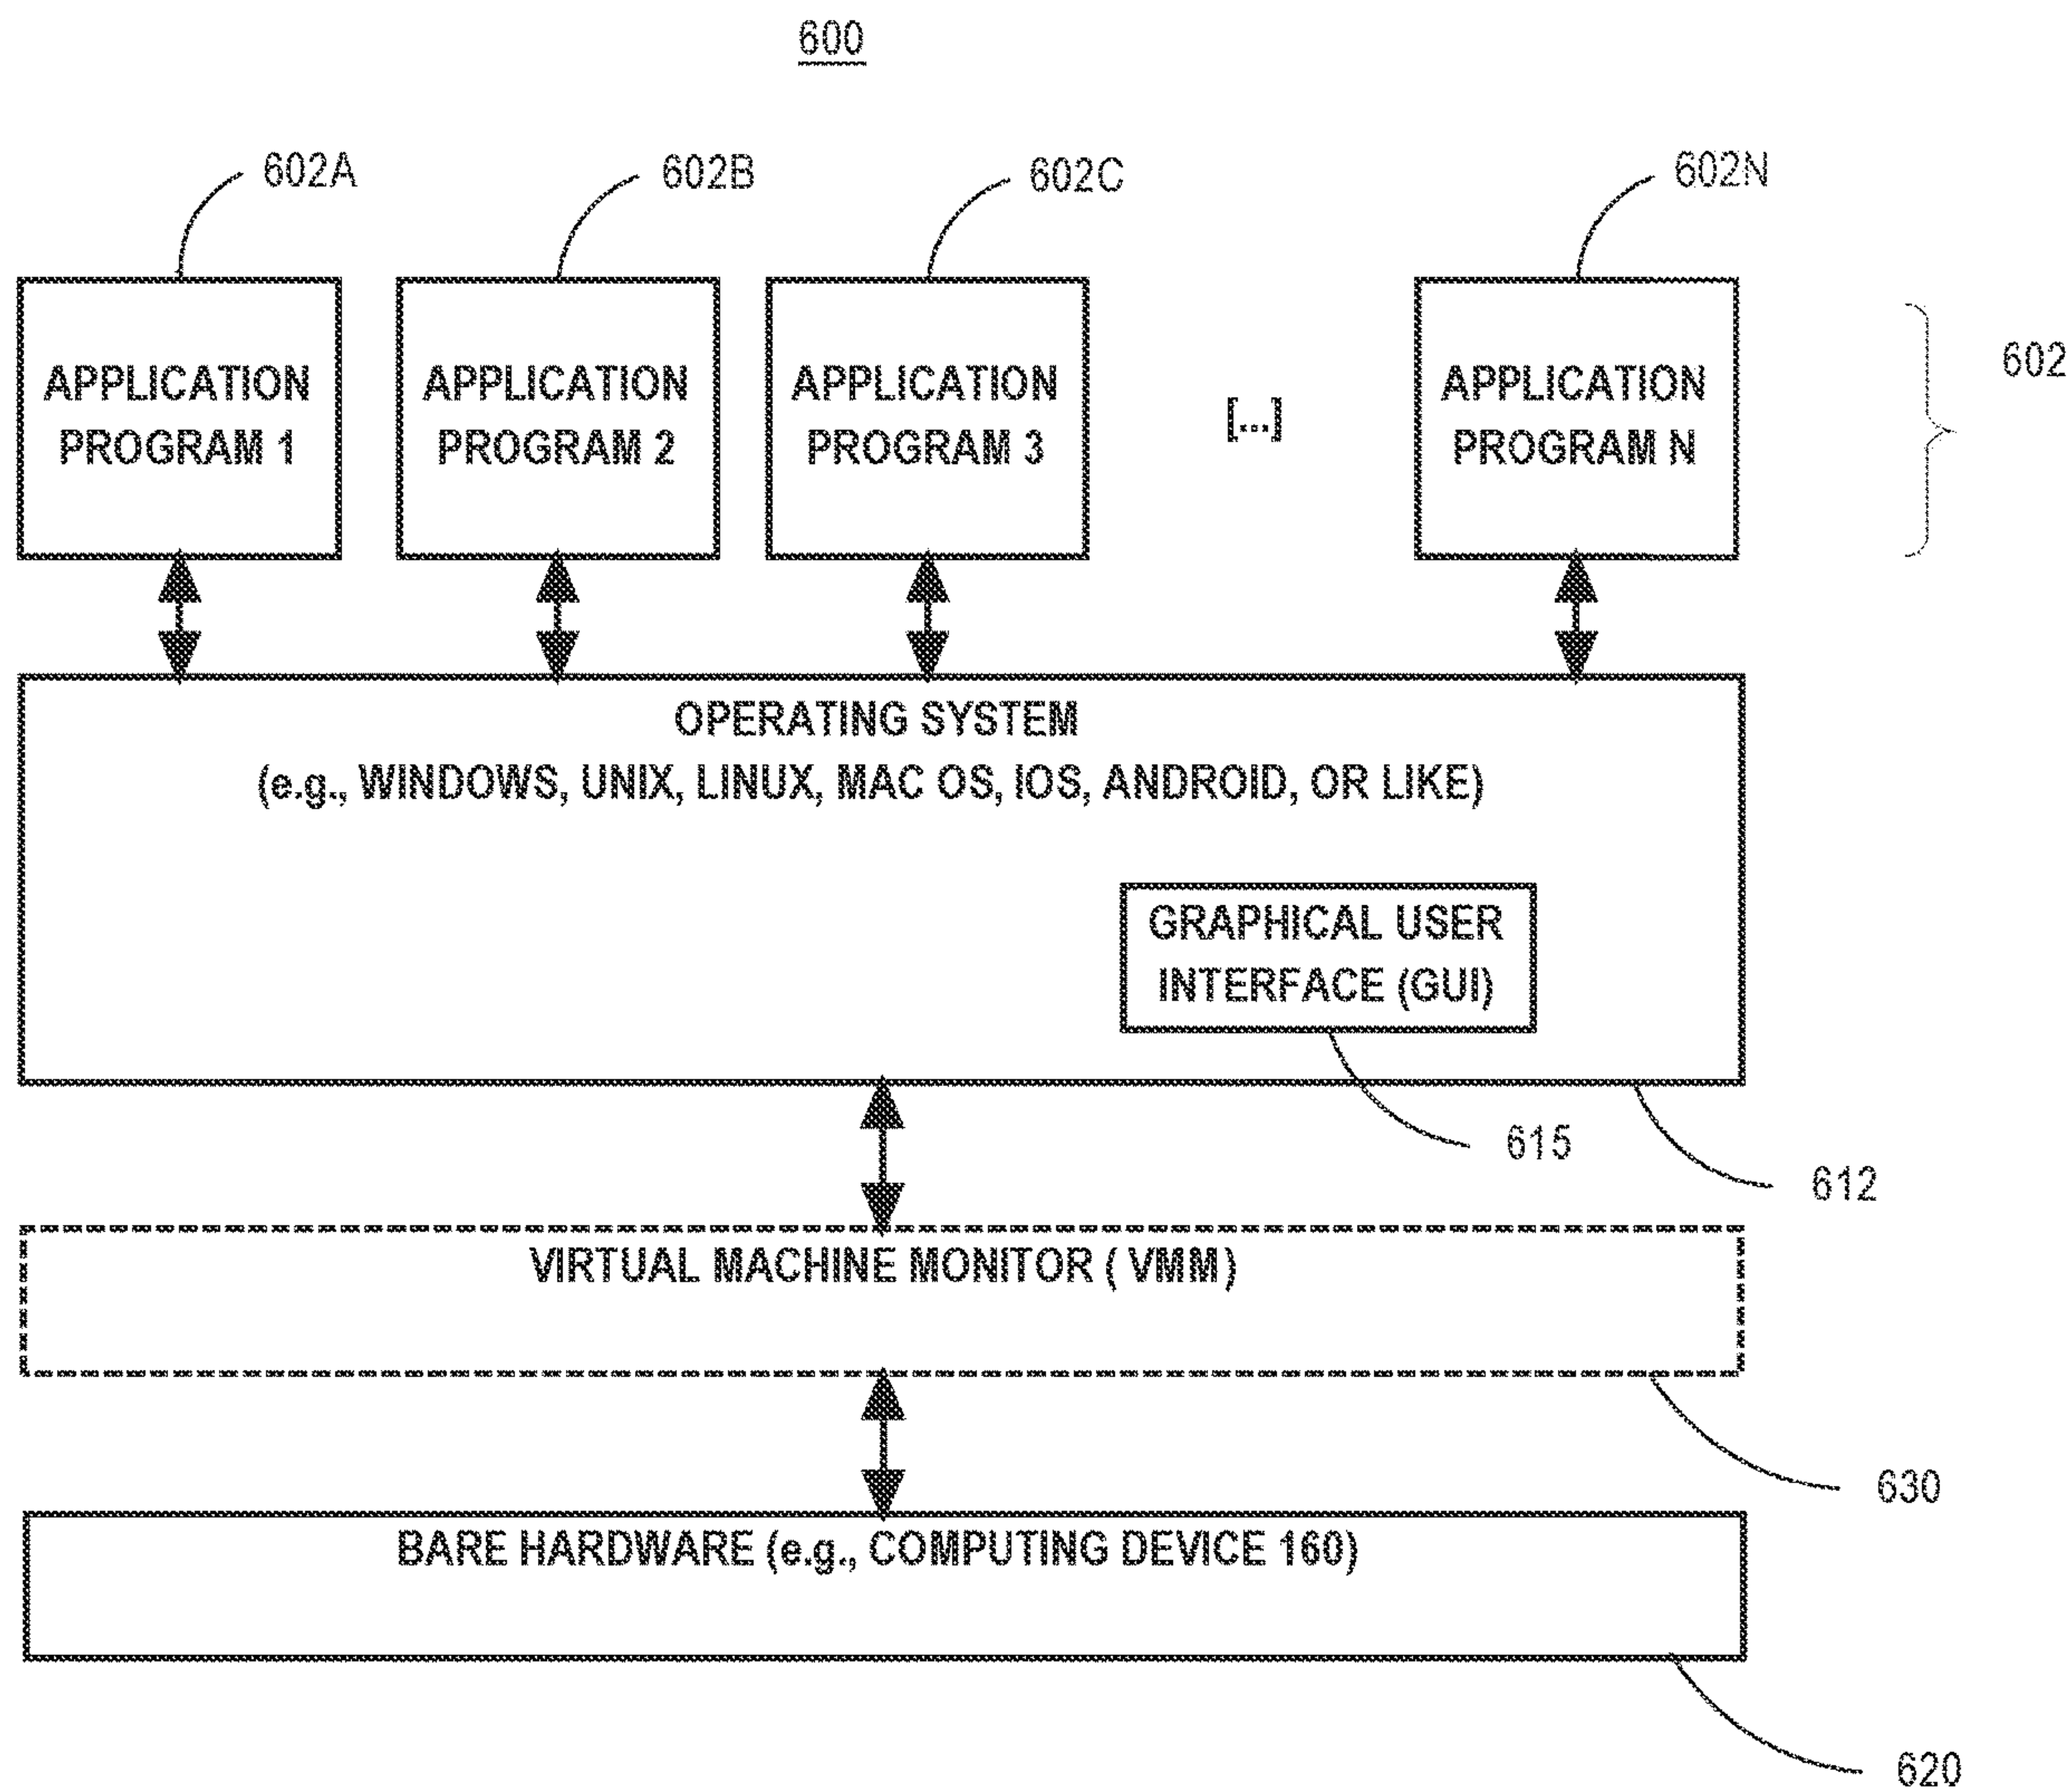 600
602A
602B
602C
602N
APPLICATION
PROGRAM 1
APPLICATION
PROGRAM 2
APPLICATION
PROGRAM 3
[...]
APPLICATION
PROGRAM N
602
OPERATING SYSTEM
(e.g., WINDOWS, UNIX, LINUX, MAC OS, IOS, ANDROID, OR LIKE)
GRAPHICAL USER
INTERFACE (GUI)
615
612
VIRTUAL MACHINE MONITOR ( VMM)
630
BARE HARDWARE (e.g., COMPUTING DEVICE 160)
620